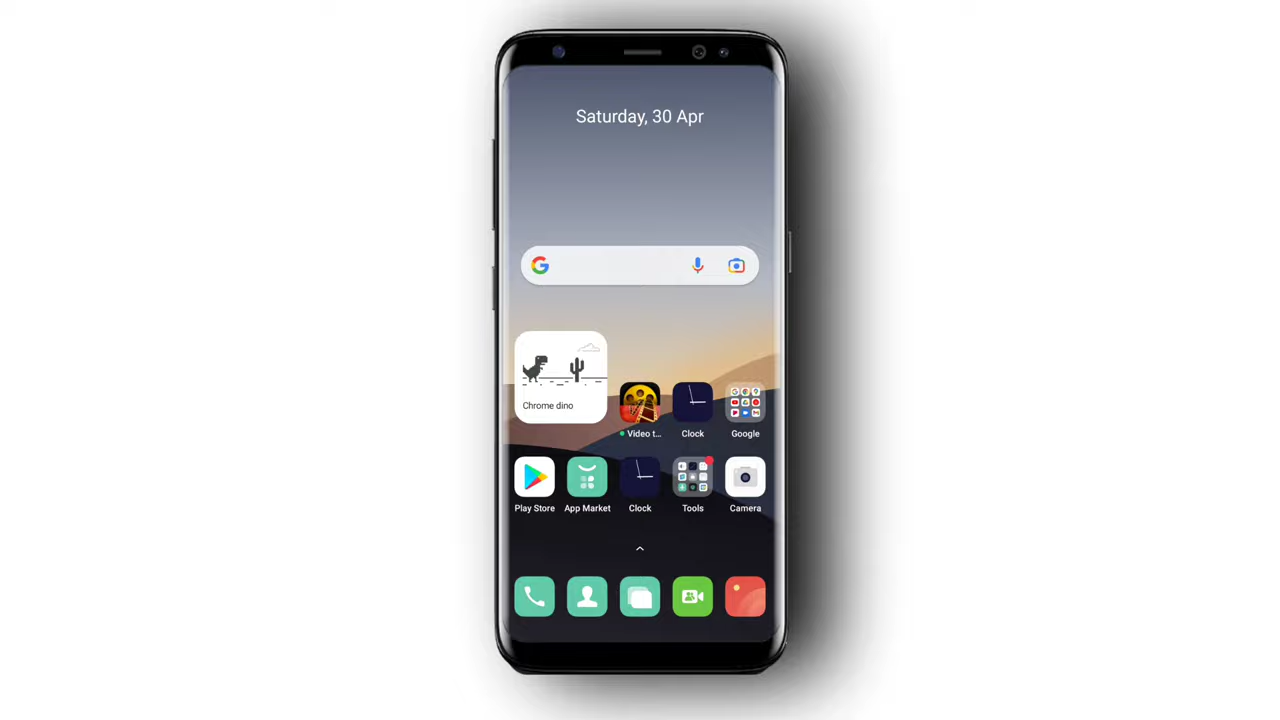 Saturday, 30 Apr
Chrome dino
Video t...
Clock
Google
Play Store
App Market
Clock
Tools
Camera